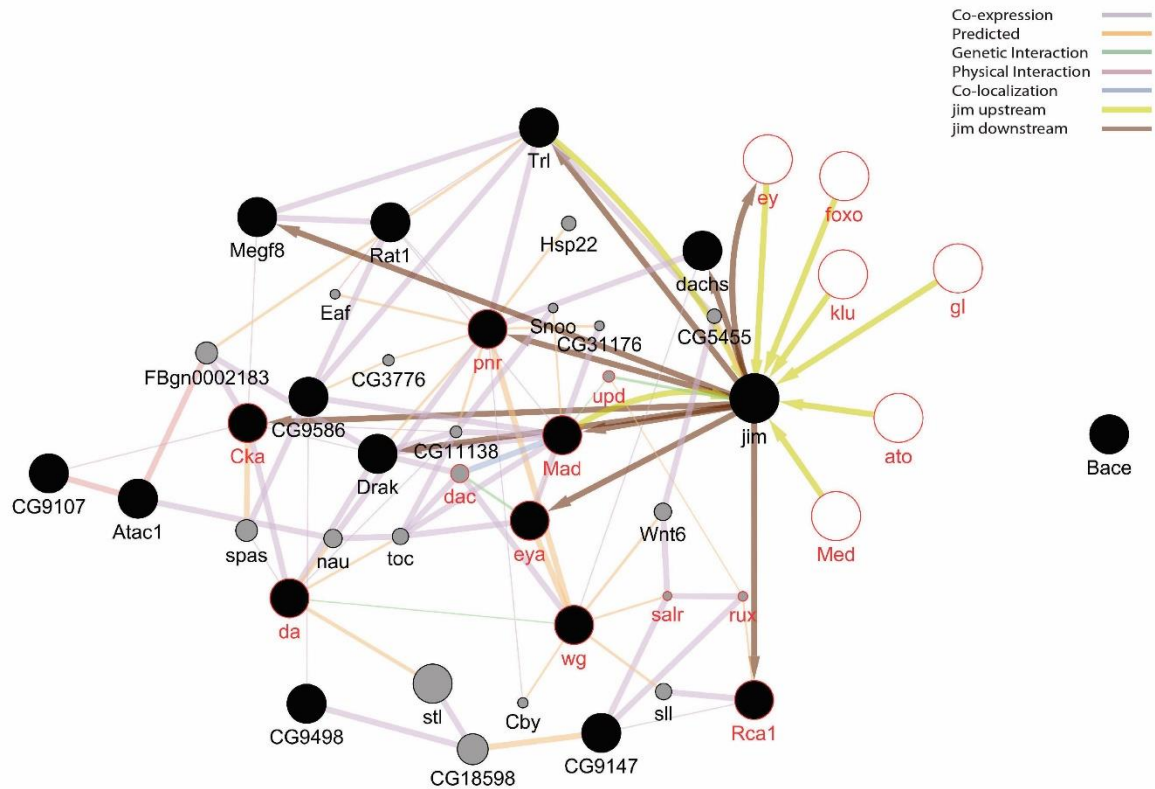 Co-expression
Predicted
Genetic Interaction
Physical Interaction
Co-localization
jim upstream
jim downstream
Trl
ey
foxo
Megf8
Rat1
Hsp22
dachs
klu
gl
Eaf
Snoo
CG31176
CG5455
FBgn0002183
CG3776
pnr
upd
CG9586
jim
Cka
CG11138
Mad
ato
Bace
CG9107
Atac1
Drak
dac
spas
nau
toc
eya
Wnt6
Med
da
wg
salr
rux
CG9498
stl
Cby
sll
Rca1
CG18598
CG9147